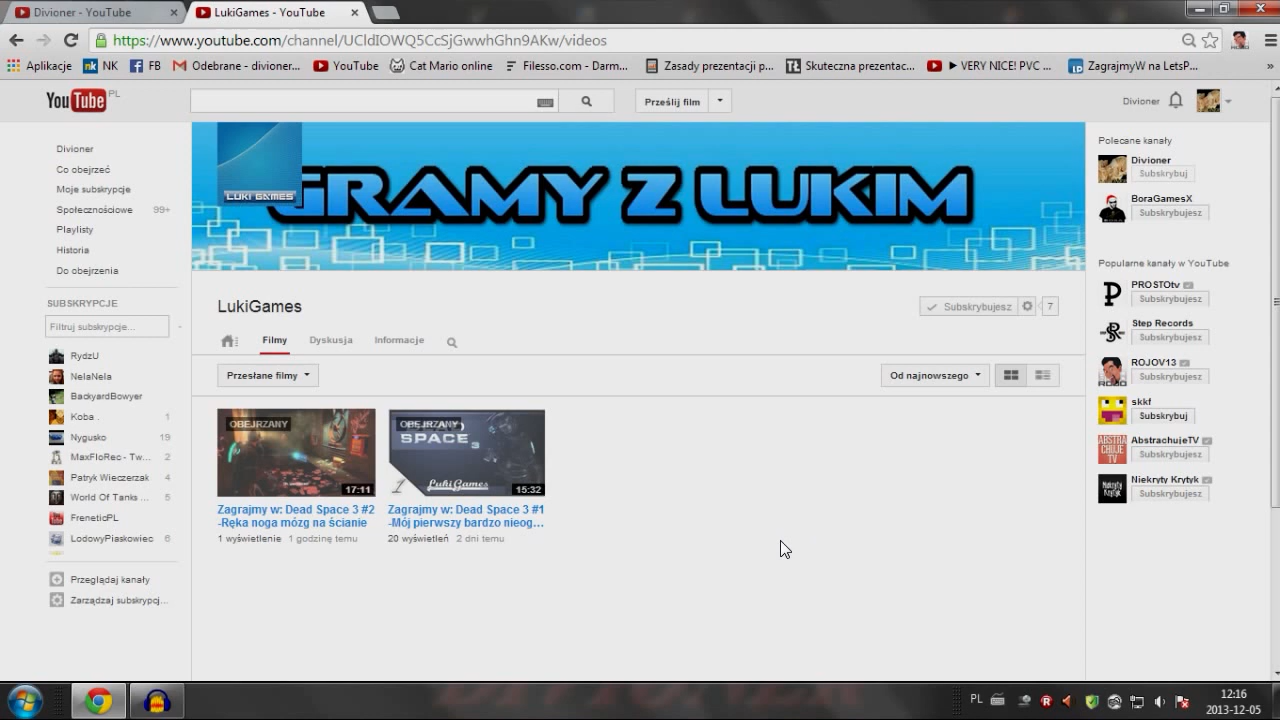 Divioner - YouTube
LukiGames - YouTube
https://www.youtube.com/channel/UCldIOWQ5CcSjGwwhGhn9AKw/videos
Aplikacje
NK
FB
Odebrane - divioner...
YouTube
Cat Mario online
Filesso.com - Darm...
Zasady prezentacji p...
Skuteczna prezentac...
► VERY NICE! PVC ...
ZagrajmyW na LetsP...
»
YouTube PL
Prześlij film
Divioner
Divioner
Co obejrzeć
Moje subskrypcje
Społecznościowe 99+
Playlisty
Historia
Do obejrzenia
SUBSKRYPCJE
Filtruj subskrypcje...
RydzU
NelaNela
BackyardBowyer
Koba . 1
Nygusko 19
MaxFloRec - Tw... 2
Patryk Wieczerzak 4
World Of Tanks ... 5
FreneticPL
LodowyPiaskowiec 6
Przeglądaj kanały
Zarządzaj subskrypcj...
LUKI GAMES
GRAMY Z LUKIM
LukiGames
Subskrybujesz 7
Filmy
Dyskusja
Informacje
Przesłane filmy
Od najnowszego
OBEJRZANY
17:11
Zagrajmy w: Dead Space 3 #2
-Ręka noga mózg na ścianie
1 wyświetlenie 1 godzinę temu
OBEJRZANY
SPACE 3
LukiGames
15:32
Zagrajmy w: Dead Space 3 #1
-Mój pierwszy bardzo nieog...
20 wyświetleń 2 dni temu
Polecane kanały
Divioner
Subskrybuj
BoraGamesX
Subskrybujesz
Popularne kanały w YouTube
PROSTOtv
Subskrybujesz
Step Records
Subskrybujesz
ROJOV13
Subskrybujesz
skkf
Subskrybuj
ABSTRA
CHUJE
TV
AbstrachujeTV
Subskrybujesz
Niekryty
Krytyk
Niekryty Krytyk
Subskrybujesz
PL
12:16
2013-12-05